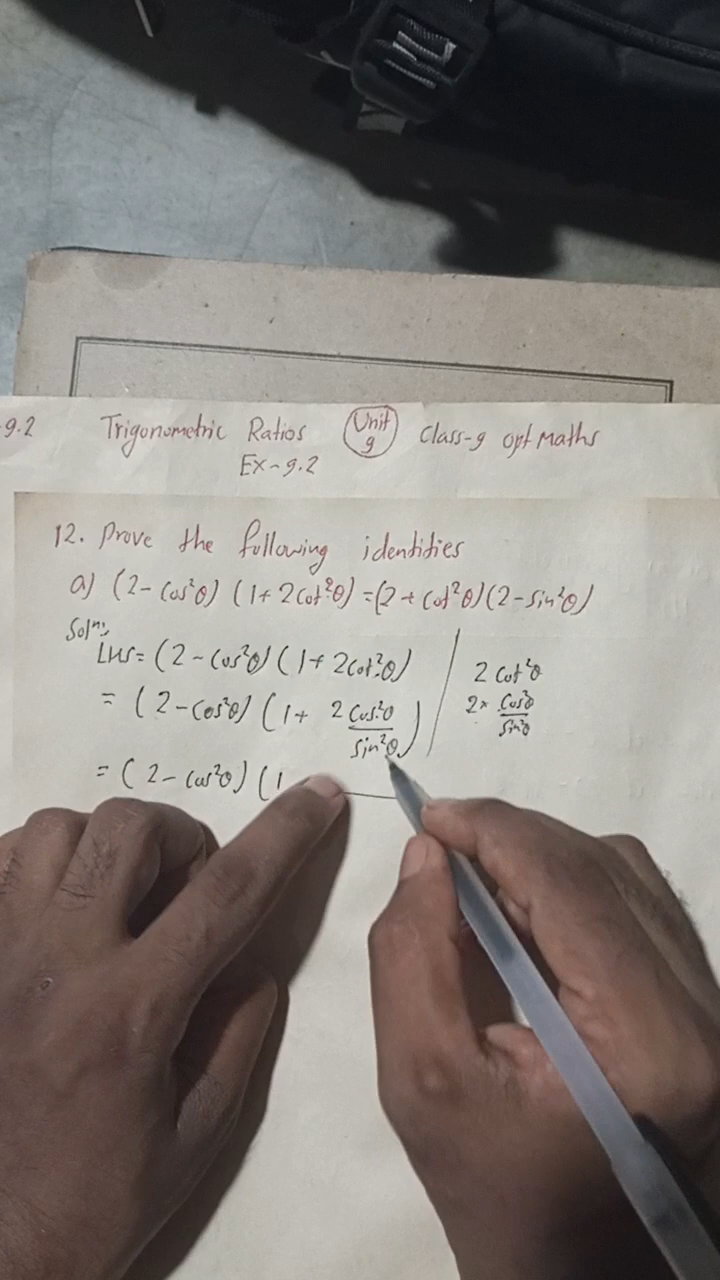 9.2 Trigonometric Ratios Unit 9 Class-9 opt maths
Ex-9.2
12. Prove the following identities
a) (2-Cos²θ) (1+2Cot²θ) =(2+Cot²θ)(2-Sin²θ)
Solⁿ:
LHS= (2-Cos²θ) (1+2Cot²θ)
= (2-Cos²θ) (1+ 2Cos²θ/Sin²θ)
= (2-Cos²θ) (1
2 Cot²θ
2× Cos²θ/Sin²θ